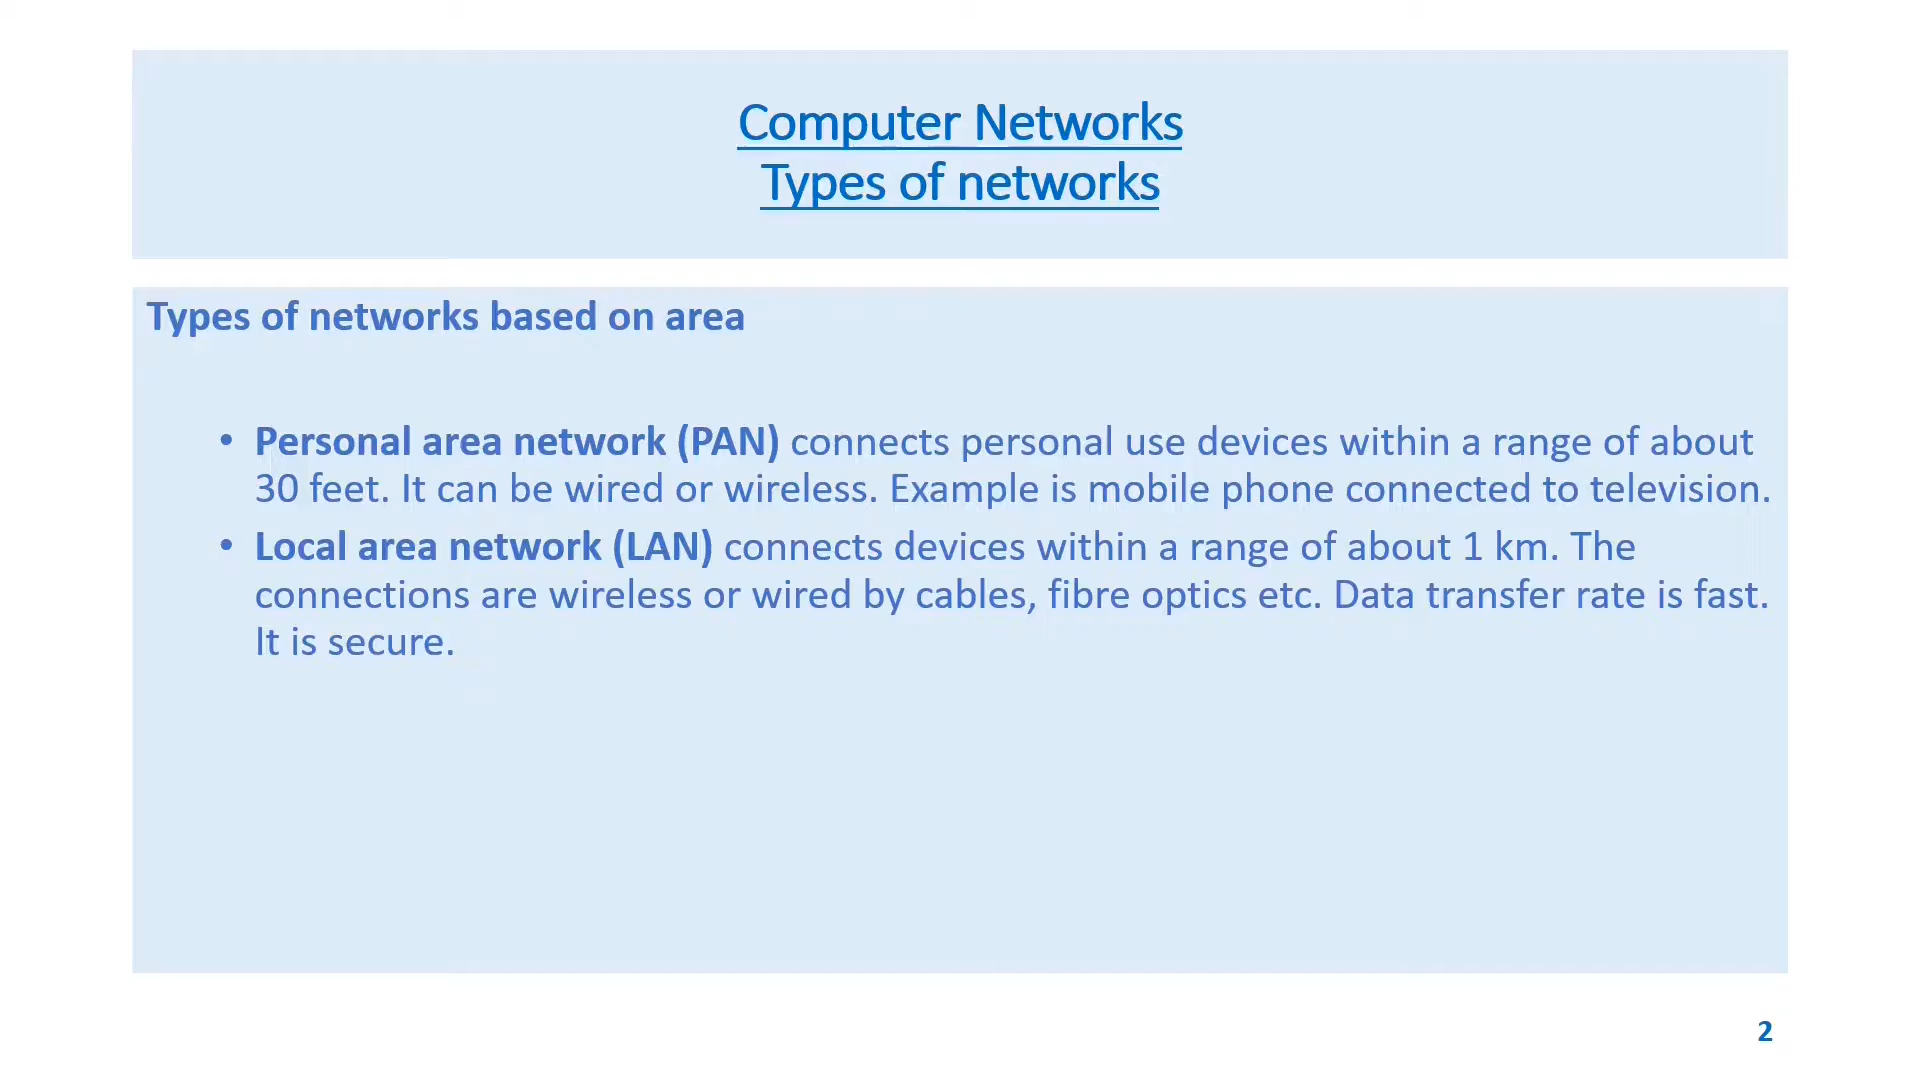 Computer Networks
Types of networks
Types of networks based on area
• Personal area network (PAN) connects personal use devices within a range of about
30 feet. It can be wired or wireless. Example is mobile phone connected to television.
• Local area network (LAN) connects devices within a range of about 1 km. The
connections are wireless or wired by cables, fibre optics etc. Data transfer rate is fast.
It is secure.
2